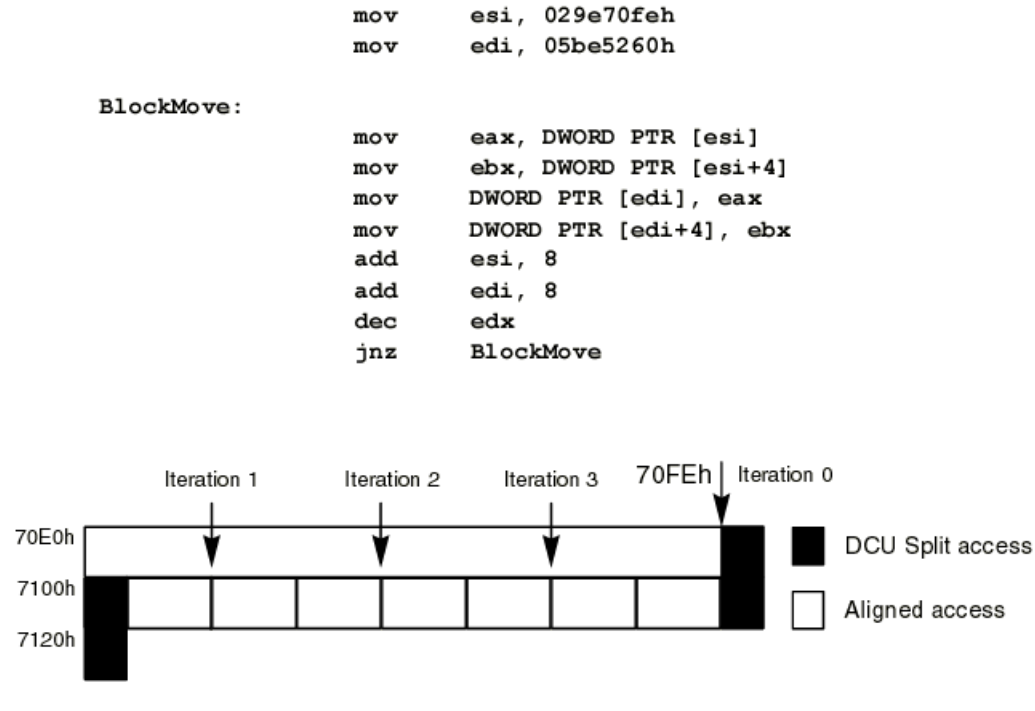 mov esi, 029e70feh
mov edi, 05be5260h
BlockMove:
mov eax, DWORD PTR [esi]
mov ebx, DWORD PTR [esi+4]
mov DWORD PTR [edi], eax
mov DWORD PTR [edi+4], ebx
add esi, 8
add edi, 8
dec edx
jnz BlockMove
Iteration 1 Iteration 2 Iteration 3 70FEh Iteration 0
70E0h
DCU Split access
7100h
Aligned access
7120h